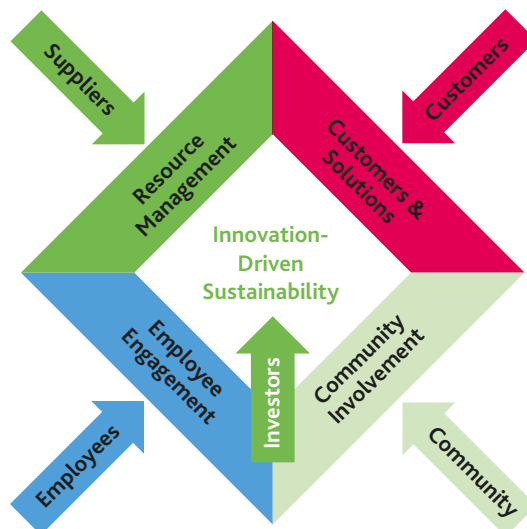 Suppliers
Customers
Resource
Management
Customers &
Solutions
Innovation-
Driven
Sustainability
Employee
Engagement
Investors
Community
Involvement
Employees
Community